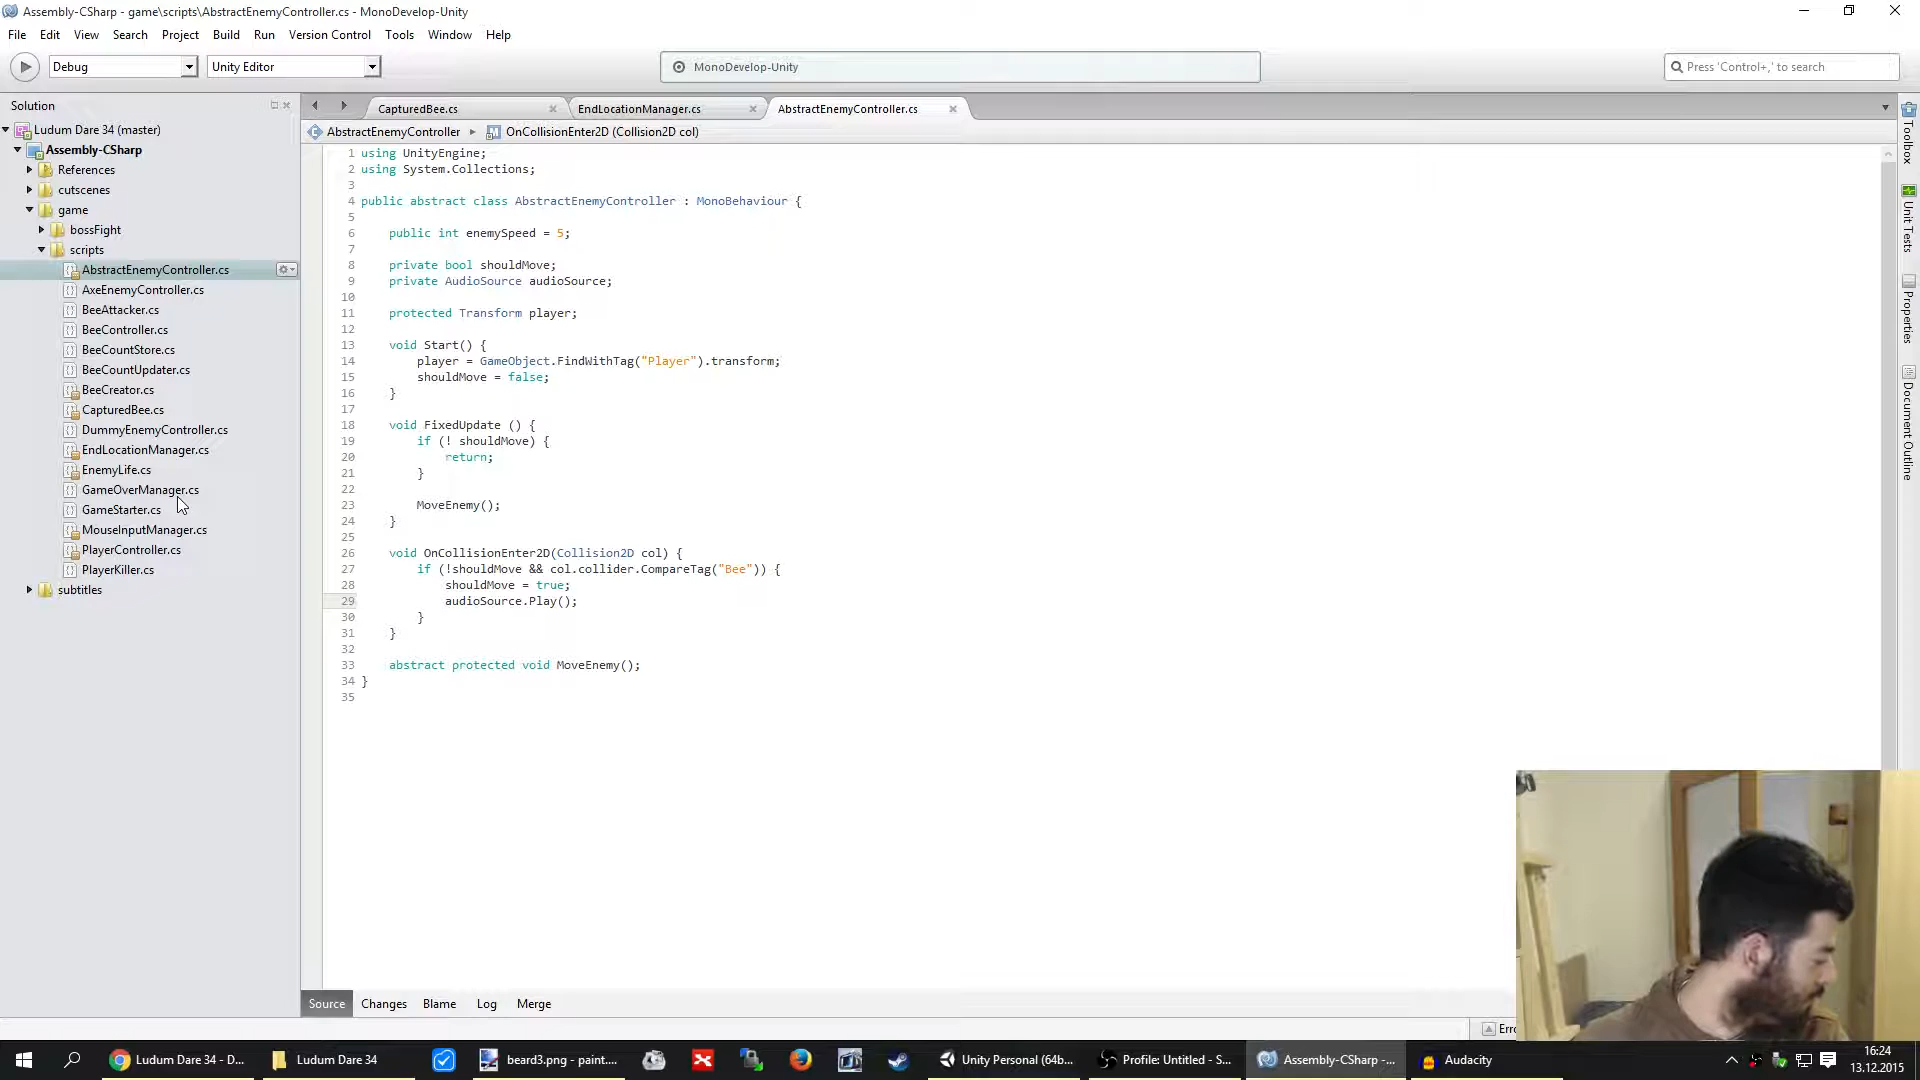 Assembly-CSharp - game\scripts\AbstractEnemyController.cs - MonoDevelop-Unity
File Edit View Search Project Build Run Version Control Tools Window Help
Debug Unity Editor MonoDevelop-Unity Press 'Control+,' to search
Solution
Ludum Dare 34 (master)
Assembly-CSharp
References
cutscenes
game
bossFight
scripts
AbstractEnemyController.cs
AxeEnemyController.cs
BeeAttacker.cs
BeeController.cs
BeeCountStore.cs
BeeCountUpdater.cs
BeeCreator.cs
CapturedBee.cs
DummyEnemyController.cs
EndLocationManager.cs
EnemyLife.cs
GameOverManager.cs
GameStarter.cs
MouseInputManager.cs
PlayerController.cs
PlayerKiller.cs
subtitles
CapturedBee.cs EndLocationManager.cs AbstractEnemyController.cs
AbstractEnemyController OnCollisionEnter2D (Collision2D col)
1 using UnityEngine;
2 using System.Collections;
3
4 public abstract class AbstractEnemyController : MonoBehaviour {
5
6 public int enemySpeed = 5;
7
8 private bool shouldMove;
9 private AudioSource audioSource;
10
11 protected Transform player;
12
13 void Start() {
14 player = GameObject.FindWithTag("Player").transform;
15 shouldMove = false;
16 }
17
18 void FixedUpdate () {
19 if (! shouldMove) {
20 return;
21 }
22
23 MoveEnemy();
24 }
25
26 void OnCollisionEnter2D(Collision2D col) {
27 if (!shouldMove && col.collider.CompareTag("Bee")) {
28 shouldMove = true;
29 audioSource.Play();
30 }
31 }
32
33 abstract protected void MoveEnemy();
34 }
35
Toolbox
Unit Tests
Properties
Document Outline
Source Changes Blame Log Merge
Erro
Ludum Dare 34 - D... Ludum Dare 34 beard3.png - paint.... Unity Personal (64b... Profile: Untitled - S... Assembly-CSharp -... Audacity
16:24
13.12.2015